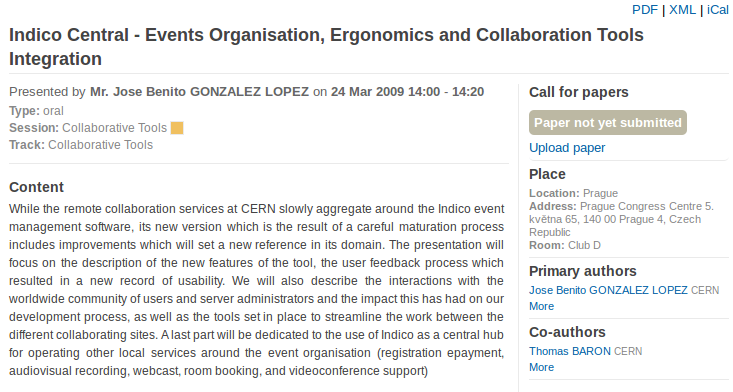 PDF | XML | iCal
Indico Central - Events Organisation, Ergonomics and Collaboration Tools
Integration
Presented by Mr. Jose Benito GONZALEZ LOPEZ on 24 Mar 2009 14:00 - 14:20
Type: oral
Session: Collaborative Tools
Track: Collaborative Tools
Content
While the remote collaboration services at CERN slowly aggregate around the Indico event
management software, its new version which is the result of a careful maturation process
includes improvements which will set a new reference in its domain. The presentation will
focus on the description of the new features of the tool, the user feedback process which
resulted in a new record of usability. We will also describe the interactions with the
worldwide community of users and server administrators and the impact this has had on our
development process, as well as the tools set in place to streamline the work between the
different collaborating sites. A last part will be dedicated to the use of Indico as a central hub
for operating other local services around the event organisation (registration epayment,
audiovisual recording, webcast, room booking, and videoconference support)
Call for papers
Paper not yet submitted
Upload paper
Place
Location: Prague
Address: Prague Congress Centre 5.
května 65, 140 00 Prague 4, Czech
Republic
Room: Club D
Primary authors
Jose Benito GONZALEZ LOPEZ CERN
More
Co-authors
Thomas BARON CERN
More